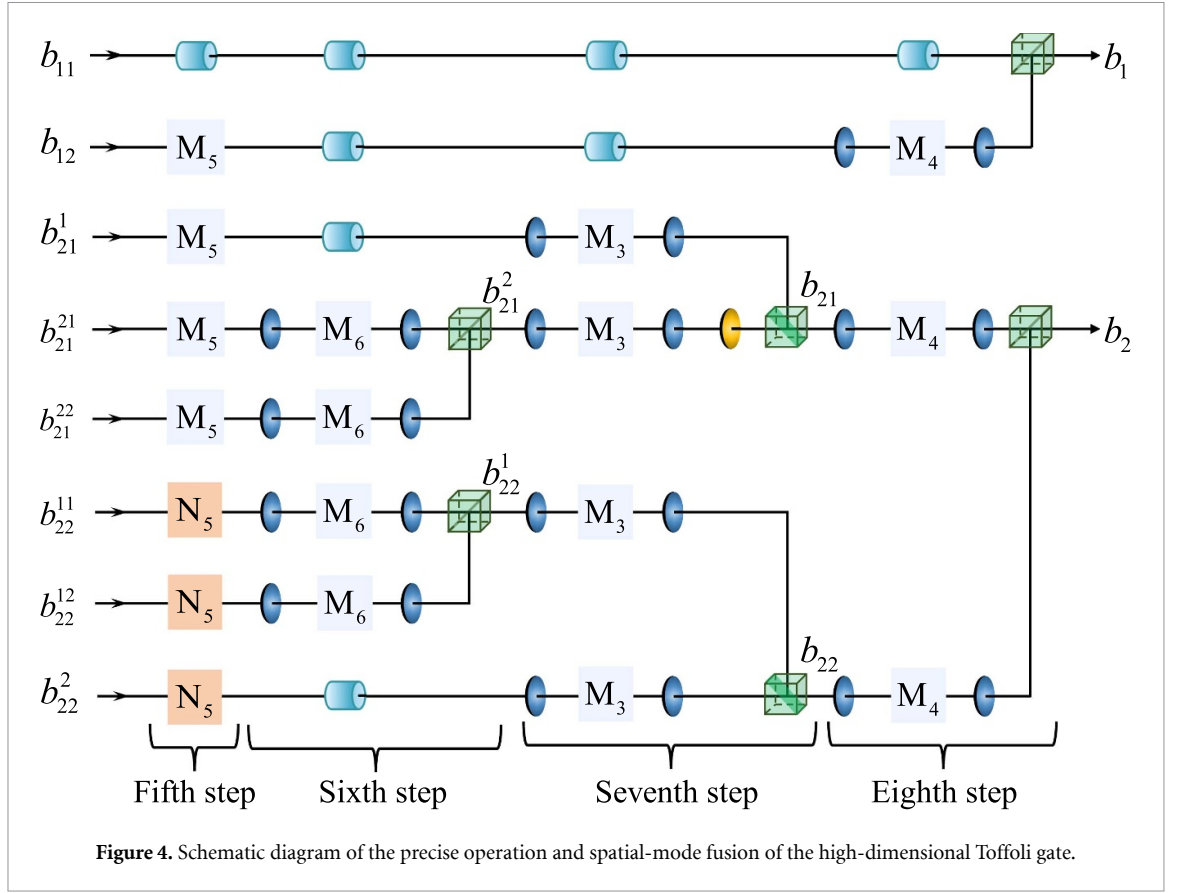 b₁₁ b₁
b₁₂ M₅ M₄
b¹₂₁ M₅ M₃
b²₂₁ b₂₁
b²¹₂₁ M₅ M₆ M₃ M₄ b₂
b²²₂₁ M₅ M₆
b¹₂₂
b¹¹₂₂ N₅ M₆ M₃
b¹²₂₂ N₅ M₆
b₂₂
b²₂₂ N₅ M₃ M₄
Fifth step Sixth step Seventh step Eighth step
Figure 4. Schematic diagram of the precise operation and spatial-mode fusion of the high-dimensional Toffoli gate.